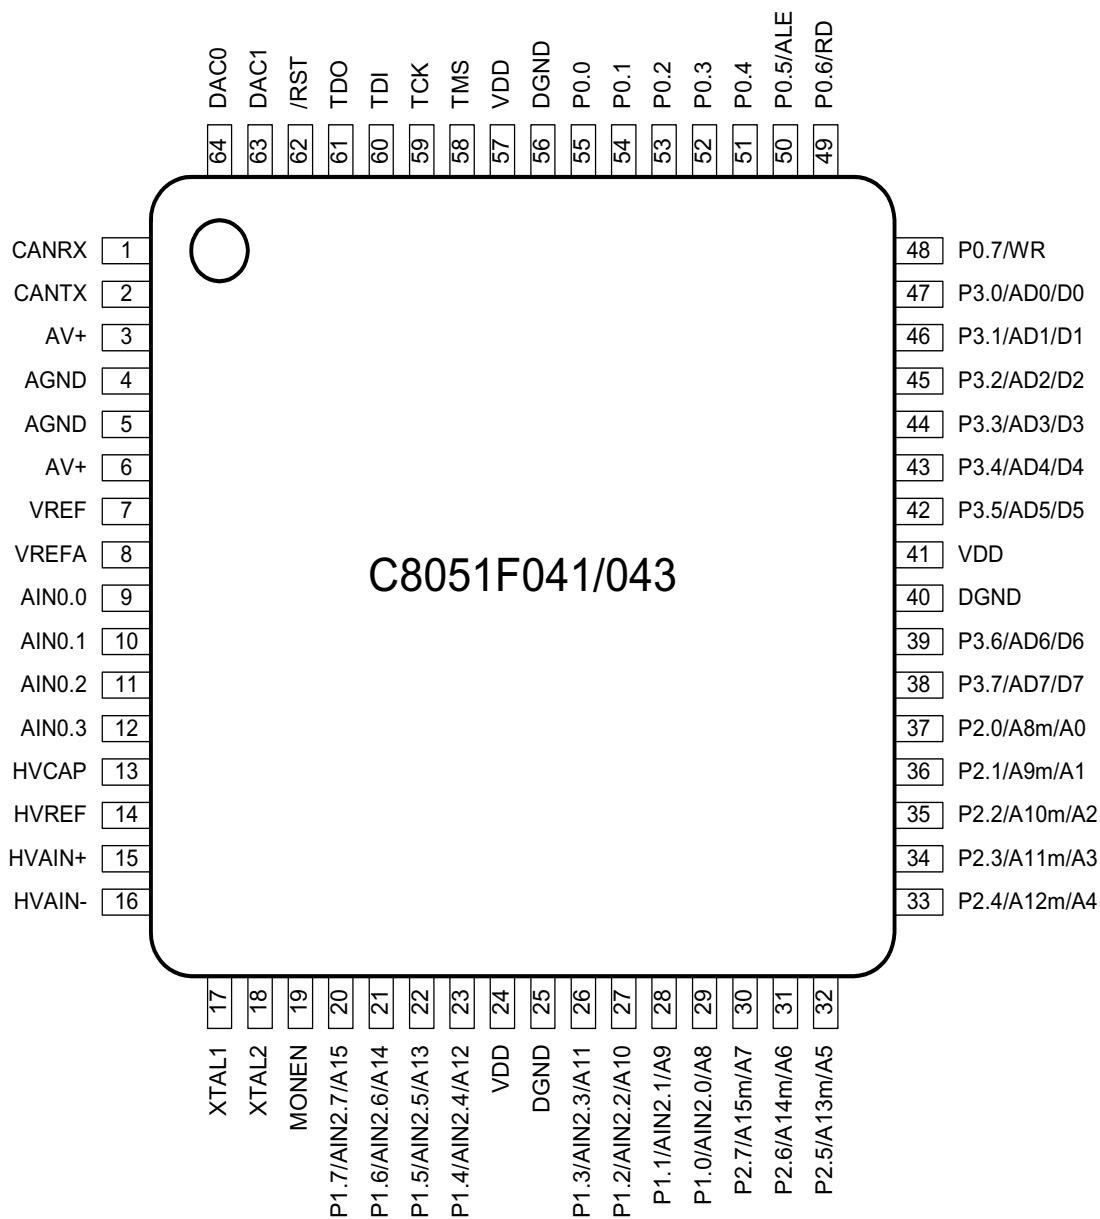 DAC0
DAC1
/RST
TDO
TDI
TCK
TMS
VDD
DGND
P0.0
P0.1
P0.2
P0.3
P0.4
P0.5/ALE
P0.6/RD
64
63
62
61
60
59
58
57
56
55
54
53
52
51
50
49
CANRX 1
CANTX 2
AV+ 3
AGND 4
AGND 5
AV+ 6
VREF 7
VREFA 8
AIN0.0 9
AIN0.1 10
AIN0.2 11
AIN0.3 12
HVCAP 13
HVREF 14
HVAIN+ 15
HVAIN- 16
C8051F041/043
48 P0.7/WR
47 P3.0/AD0/D0
46 P3.1/AD1/D1
45 P3.2/AD2/D2
44 P3.3/AD3/D3
43 P3.4/AD4/D4
42 P3.5/AD5/D5
41 VDD
40 DGND
39 P3.6/AD6/D6
38 P3.7/AD7/D7
37 P2.0/A8m/A0
36 P2.1/A9m/A1
35 P2.2/A10m/A2
34 P2.3/A11m/A3
33 P2.4/A12m/A4
17
18
19
20
21
22
23
24
25
26
27
28
29
30
31
32
XTAL1
XTAL2
MONEN
P1.7/AIN2.7/A15
P1.6/AIN2.6/A14
P1.5/AIN2.5/A13
P1.4/AIN2.4/A12
VDD
DGND
P1.3/AIN2.3/A11
P1.2/AIN2.2/A10
P1.1/AIN2.1/A9
P1.0/AIN2.0/A8
P2.7/A15m/A7
P2.6/A14m/A6
P2.5/A13m/A5